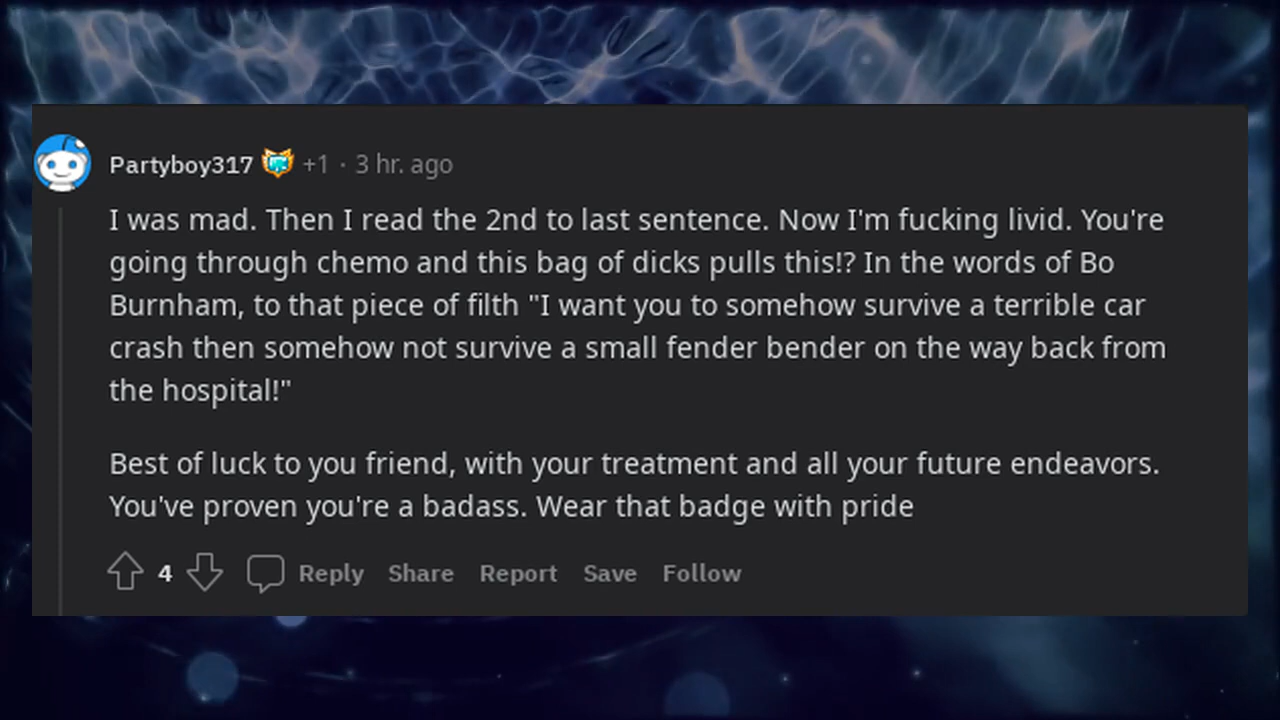 Partyboy317 +1 · 3 hr. ago
I was mad. Then I read the 2nd to last sentence. Now I'm fucking livid. You're
going through chemo and this bag of dicks pulls this!? In the words of Bo
Burnham, to that piece of filth "I want you to somehow survive a terrible car
crash then somehow not survive a small fender bender on the way back from
the hospital!"
Best of luck to you friend, with your treatment and all your future endeavors.
You've proven you're a badass. Wear that badge with pride
4 Reply Share Report Save Follow